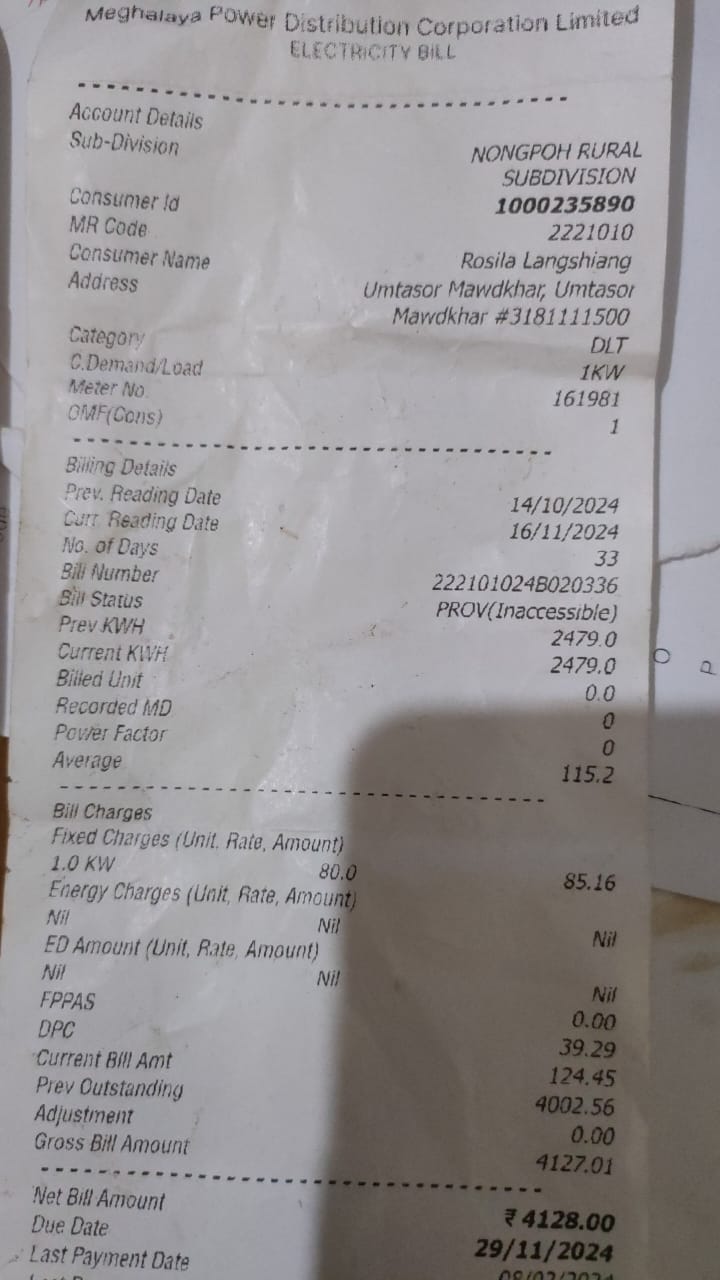 Meghalaya Power Distribution Corporation Limited
ELECTRICITY BILL
Account Details
Sub-Division NONGPOH RURAL
SUBDIVISION
Consumer Id 1000235890
MR Code 2221010
Consumer Name Rosila Langshiang
Address Umtasor Mawdkhar, Umtasor
Mawdkhar #3181111500
Category DLT
C.Demand/Load 1KW
Meter No. 161981
OMF(Cons) 1
Billing Details
Prev. Reading Date 14/10/2024
Curr. Reading Date 16/11/2024
No. of Days 33
Bill Number 222101024B020336
Bill Status PROV(Inaccessible)
Prev KWH 2479.0
Current KWH 2479.0
Billed Unit 0.0
Recorded MD 0
Power Factor 0
Average 115.2
Bill Charges
Fixed Charges (Unit, Rate, Amount)
1.0 KW 80.0 85.16
Energy Charges (Unit, Rate, Amount)
Nil Nil Nil
ED Amount (Unit, Rate, Amount)
Nil Nil Nil
FPPAS 0.00
DPC 39.29
Current Bill Amt 124.45
Prev Outstanding 4002.56
Adjustment 0.00
Gross Bill Amount 4127.01
Net Bill Amount ₹ 4128.00
Due Date 29/11/2024
Last Payment Date